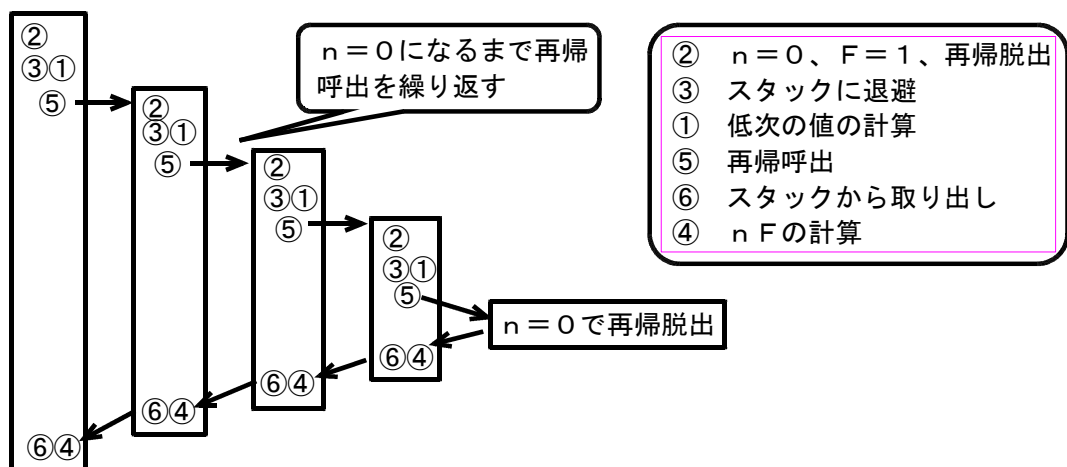 ②
③①
⑤
②
③①
⑤
②
③①
⑤
②
③①
⑤
⑥④
⑥④
⑥④
⑥④
n=0になるまで再帰
呼出を繰り返す
n=0で再帰脱出
② n=0、F=1、再帰脱出
③ スタックに退避
① 低次の値の計算
⑤ 再帰呼出
⑥ スタックから取り出し
④ nFの計算